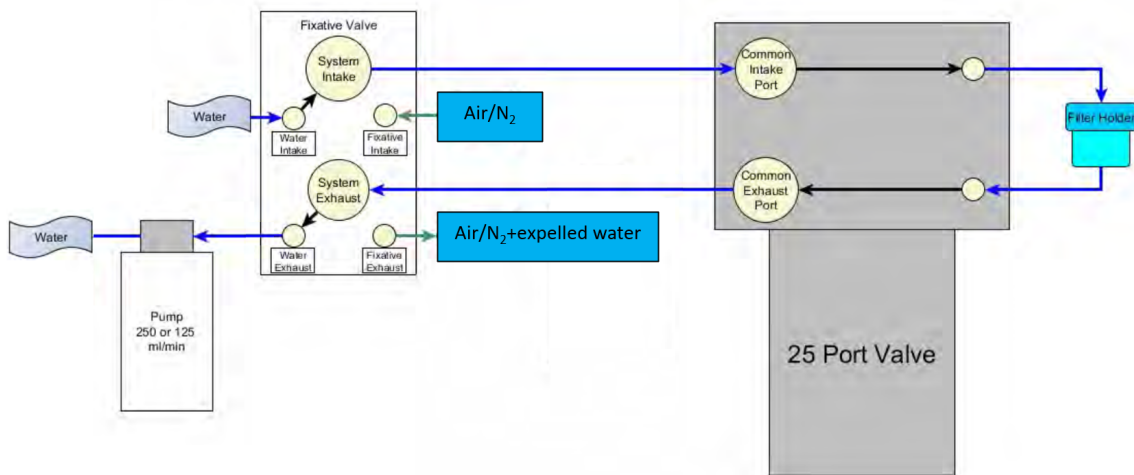 Fixative Valve
System
Intake
Water
Water
Intake
Fixative
Intake
Air/N2
Common
Intake
Port
Filter Holder
System
Exhaust
Common
Exhaust
Port
Water
Water
Exhaust
Fixative
Exhaust
Air/N2+expelled water
Pump
250 or 125
ml/min
25 Port Valve